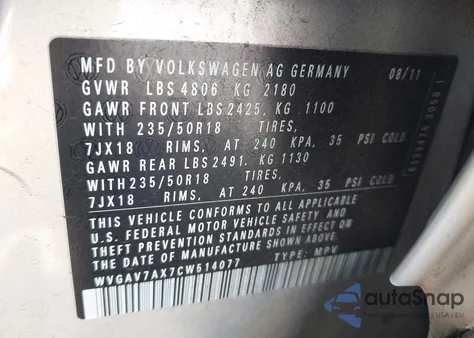 MFD BY VOLKSWAGEN AG GERMANY 08/11
GVWR LBS 4806 KG 2180
GAWR FRONT LBS 2425, KG 1100
WITH 235/50R18 TIRES,
7JX18 RIMS, AT 240 KPA, 35 PSI COLD
GAWR REAR LBS 2491, KG 1130
WITH 235/50R18 TIRES,
7JX18 RIMS, AT 240 KPA, 35 PSI COLD
THIS VEHICLE CONFORMS TO ALL APPLICABLE
U.S. FEDERAL MOTOR VEHICLE SAFETY AND
THEFT PREVENTION STANDARDS IN EFFECT ON
THE DATE OF MANUFACTURE SHOWN ABOVE.
WVGAV7AX7CW514077 TYPE: MPV
autoSnap